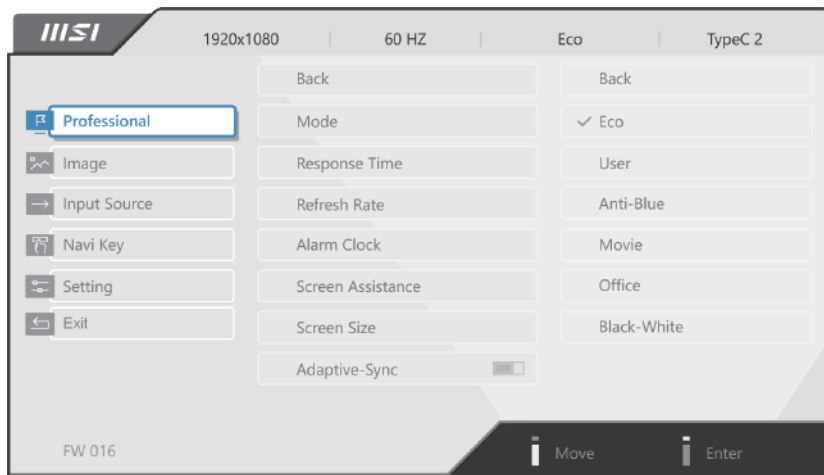 msi 1920x1080 60 HZ Eco TypeC 2
Back Back
Professional Mode Eco
Image Response Time User
Input Source Refresh Rate Anti-Blue
Navi Key Alarm Clock Movie
Setting Screen Assistance Office
Exit Screen Size Black-White
Adaptive-Sync OFF
FW 016 Move Enter